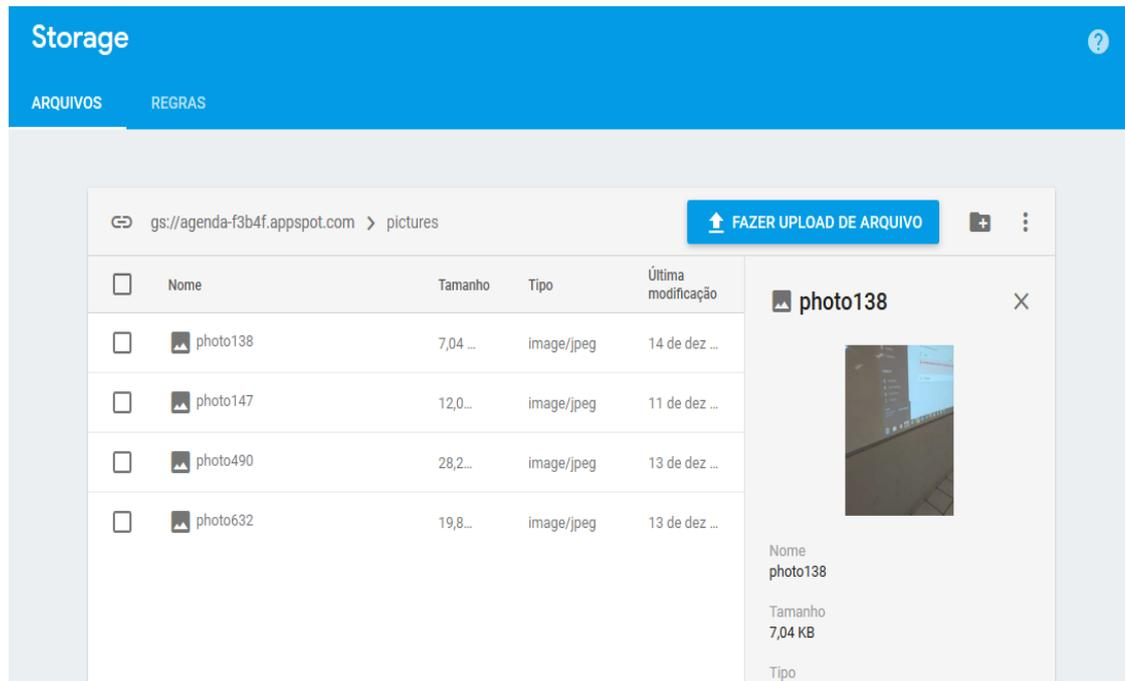 Storage
ARQUIVOS REGRAS
gs://agenda-f3b4f.appspot.com > pictures FAZER UPLOAD DE ARQUIVO
Nome Tamanho Tipo Última modificação
photo138 7,04 ... image/jpeg 14 de dez ...
photo147 12,0... image/jpeg 11 de dez ...
photo490 28,2... image/jpeg 13 de dez ...
photo632 19,8... image/jpeg 13 de dez ...
photo138
Nome
photo138
Tamanho
7,04 KB
Tipo